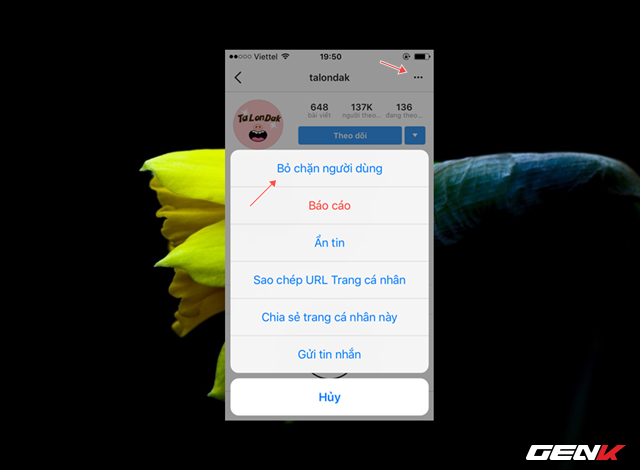 Viettel 19:50
talondak
TaLonDak
648 137K 136
bài viết người theo... đang theo...
Theo dõi
Bỏ chặn người dùng
Báo cáo
Ẩn tin
Sao chép URL Trang cá nhân
Chia sẻ trang cá nhân này
Gửi tin nhắn
Hủy
GENK